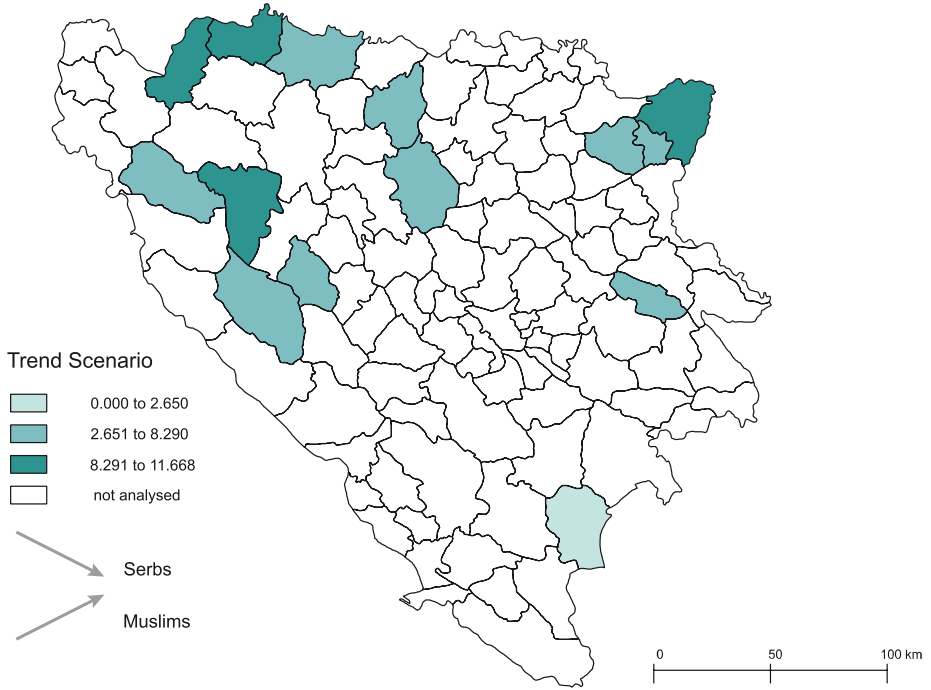 Trend Scenario
0.000 to 2.650
2.651 to 8.290
8.291 to 11.668
not analysed
Serbs
Muslims
0 50 100 km